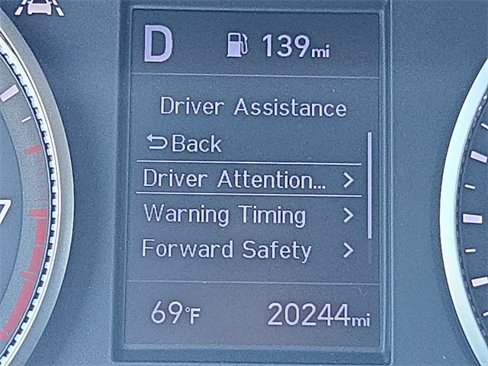 D 139mi
Driver Assistance
Back
Driver Attention... >
Warning Timing >
Forward Safety >
69°F 20244mi